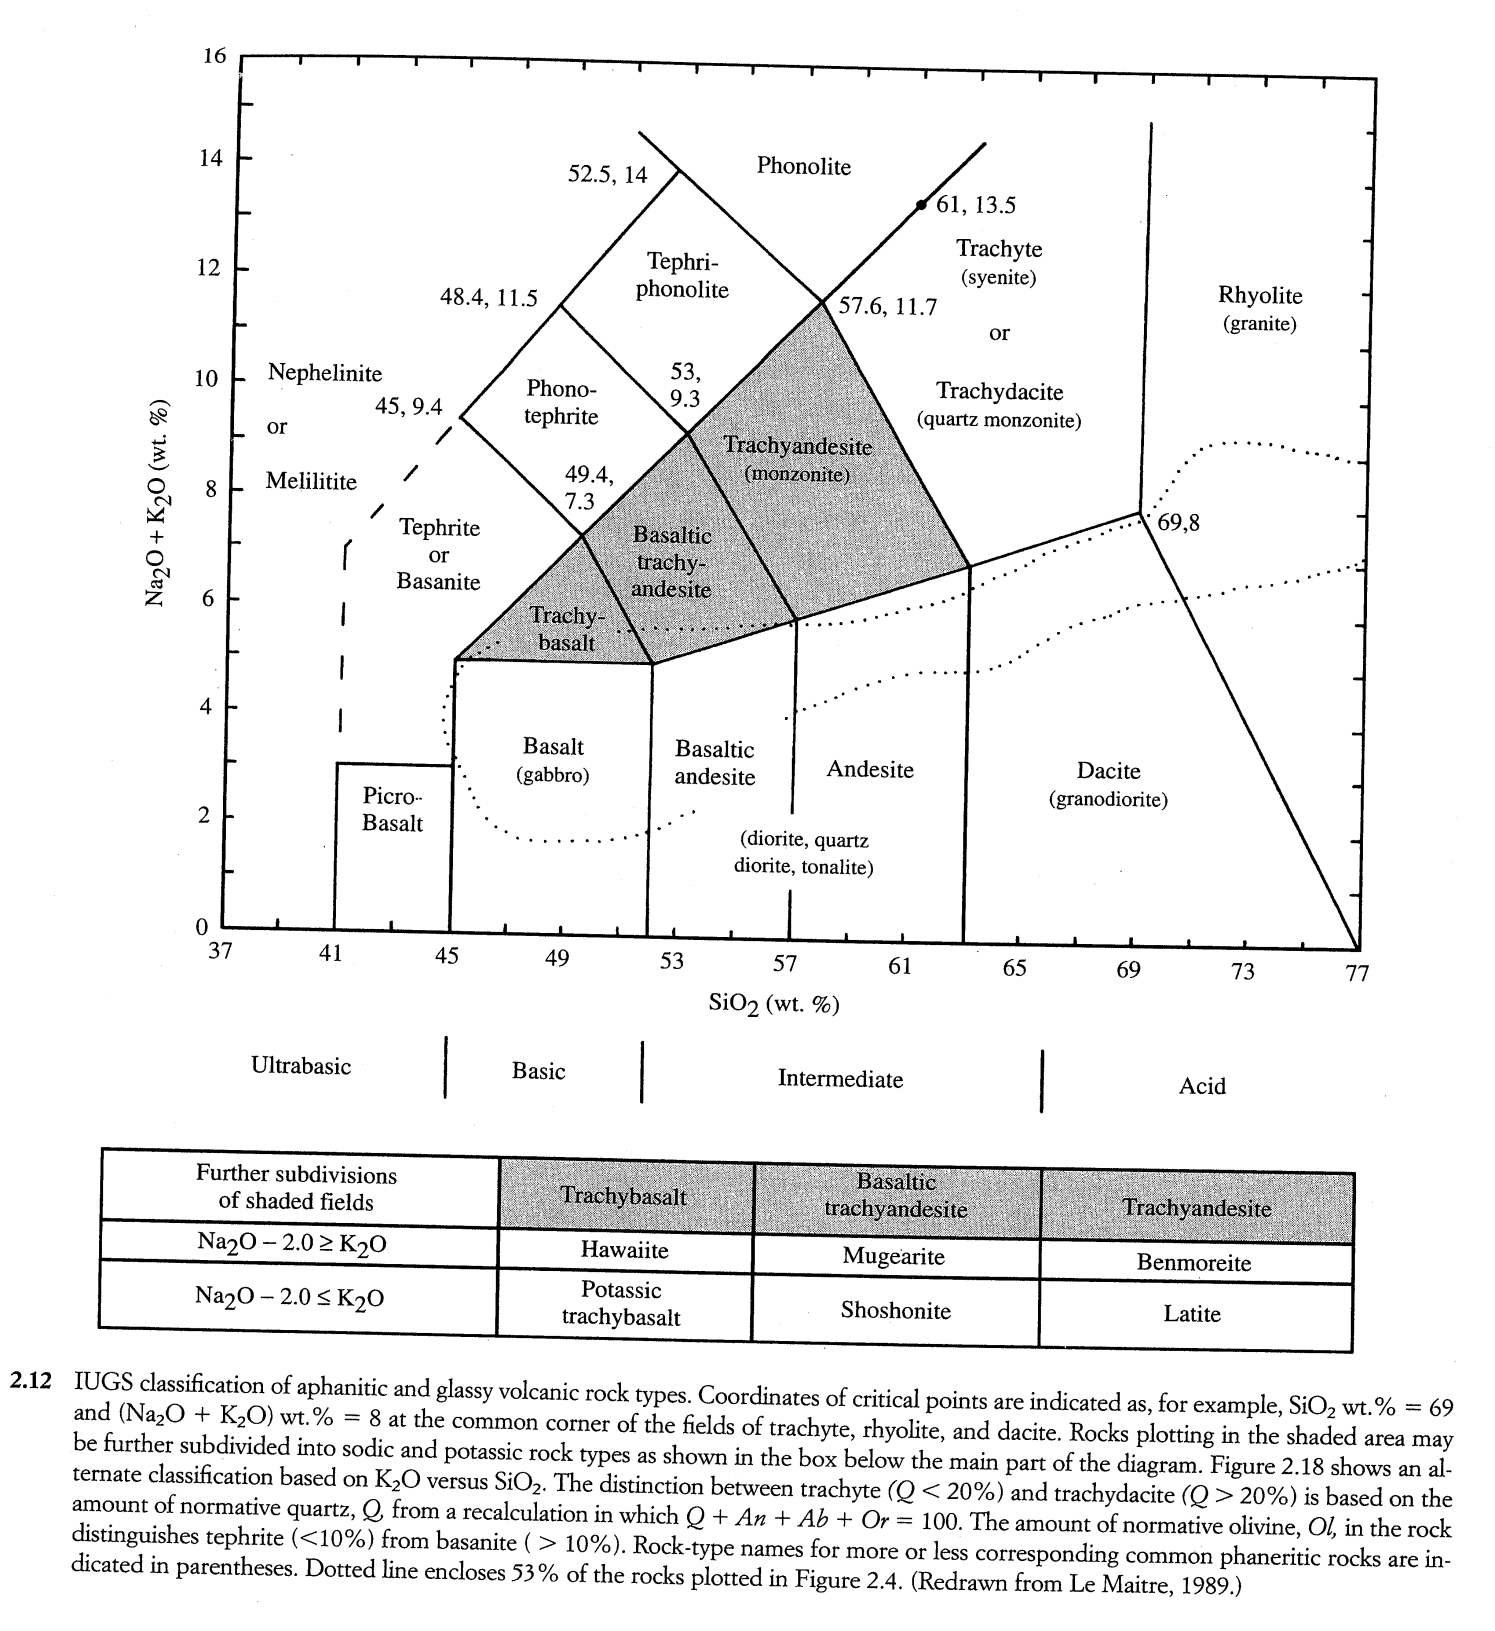 16
14
12
10
8
6
4
2
0
Na2O + K2O (wt. %)
52.5, 14
Phonolite
61, 13.5
Trachyte
(syenite)
or
Trachydacite
(quartz monzonite)
Rhyolite
(granite)
Tephri-
phonolite
48.4, 11.5
57.6, 11.7
Nephelinite
or
Melilitite
45, 9.4
Phono-
tephrite
53,
9.3
Trachyandesite
(monzonite)
49.4,
7.3
Tephrite
or
Basanite
Basaltic
trachy-
andesite
69,8
Trachy-
basalt
Basalt
(gabbro)
Basaltic
andesite
Andesite
Dacite
(granodiorite)
Picro-
Basalt
(diorite, quartz
diorite, tonalite)
37 41 45 49 53 57 61 65 69 73 77
SiO2 (wt. %)
Ultrabasic
Basic
Intermediate
Acid
Further subdivisions
of shaded fields
Trachybasalt
Basaltic
trachyandesite
Trachyandesite
Na2O – 2.0 ≥ K2O
Hawaiite
Mugearite
Benmoreite
Na2O – 2.0 ≤ K2O
Potassic
trachybasalt
Shoshonite
Latite
2.12 IUGS classification of aphanitic and glassy volcanic rock types. Coordinates of critical points are indicated as, for example, SiO2 wt.% = 69
and (Na2O + K2O) wt.% = 8 at the common corner of the fields of trachyte, rhyolite, and dacite. Rocks plotting in the shaded area may
be further subdivided into sodic and potassic rock types as shown in the box below the main part of the diagram. Figure 2.18 shows an al-
ternate classification based on K2O versus SiO2. The distinction between trachyte (Q < 20%) and trachydacite (Q > 20%) is based on the
amount of normative quartz, Q, from a recalculation in which Q + An + Ab + Or = 100. The amount of normative olivine, Ol, in the rock
distinguishes tephrite (<10%) from basanite ( > 10%). Rock-type names for more or less corresponding common phaneritic rocks are in-
dicated in parentheses. Dotted line encloses 53% of the rocks plotted in Figure 2.4. (Redrawn from Le Maitre, 1989.)